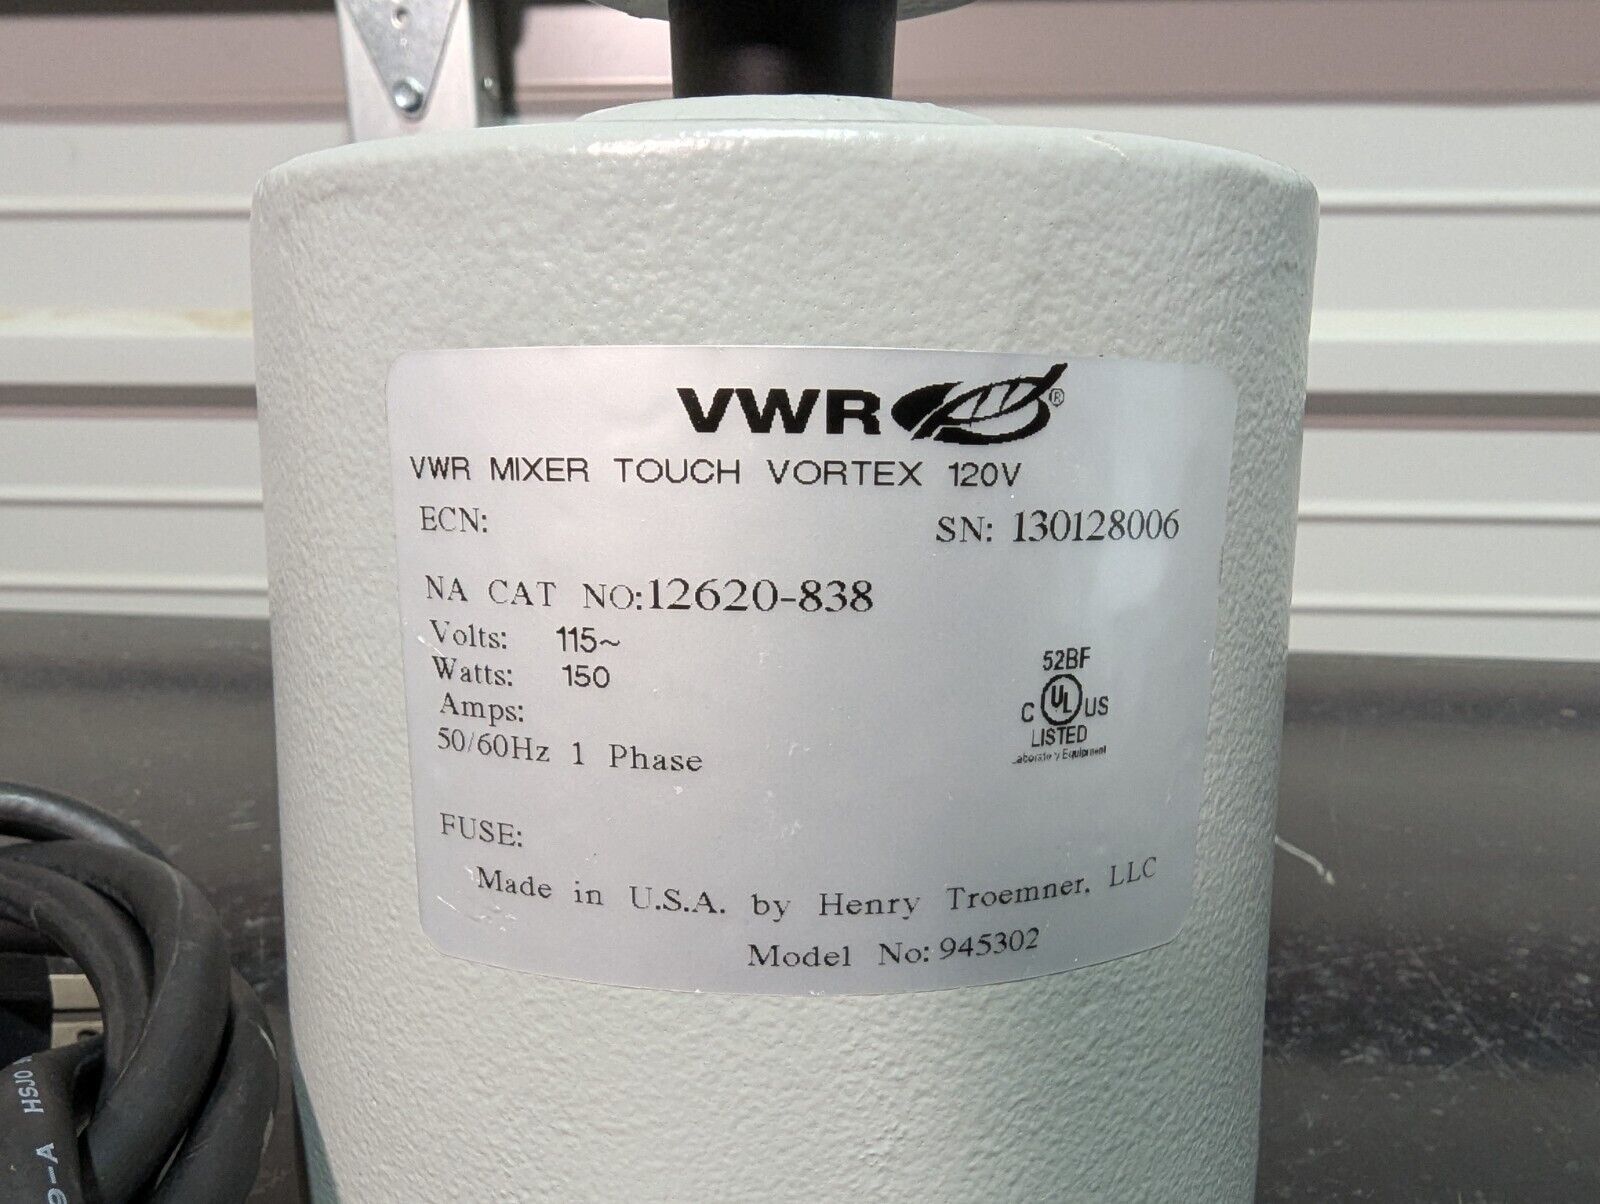 VWR®
VWR MIXER TOUCH VORTEX 120V
ECN:
SN: 130128006
NA CAT NO:12620-838
Volts: 115~
Watts: 150
Amps:
50/60Hz 1 Phase
52BF
C UL US
LISTED
Laboratory Equipment
FUSE:
Made in U.S.A. by Henry Troemner, LLC
Model No: 945302
HSJO
9-A